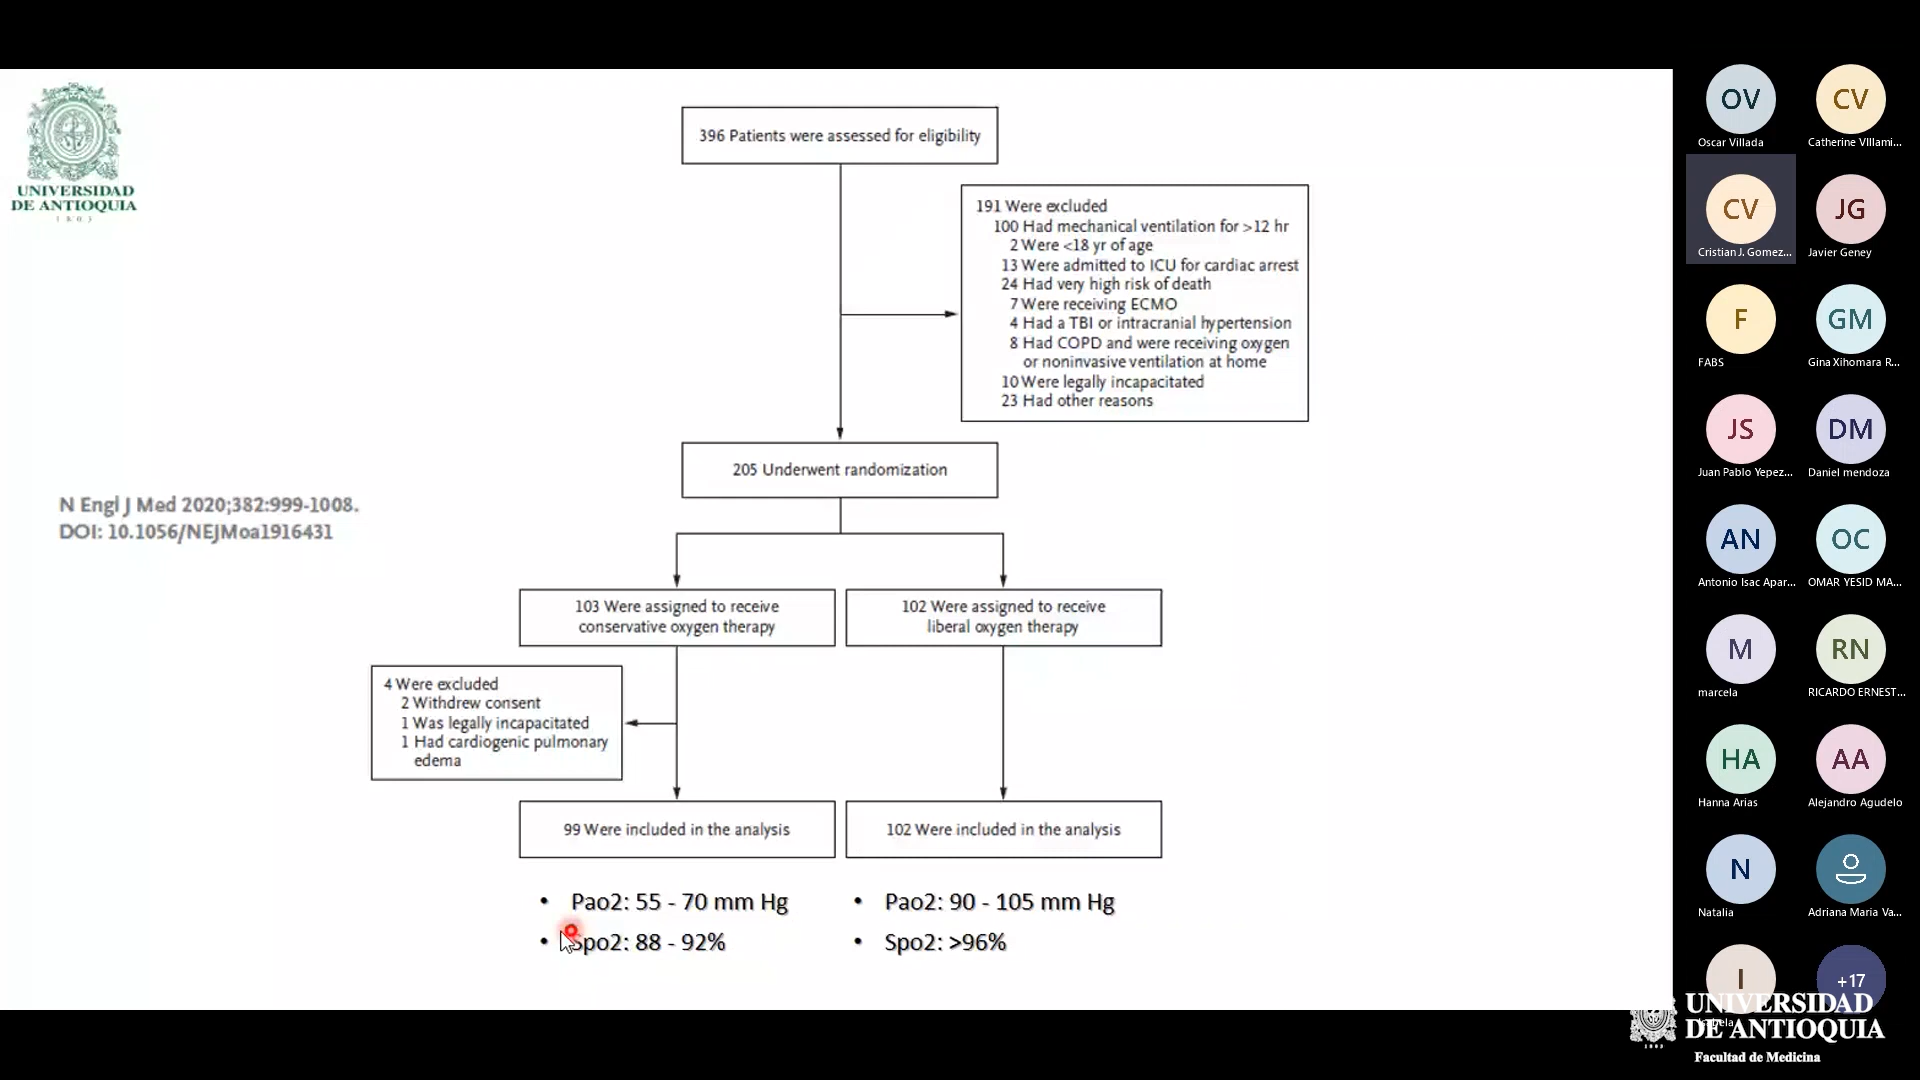 UNIVERSIDAD
DE ANTIOQUIA
1803
396 Patients were assessed for eligibility
191 Were excluded
100 Had mechanical ventilation for >12 hr
2 Were <18 yr of age
13 Were admitted to ICU for cardiac arrest
24 Had very high risk of death
7 Were receiving ECMO
4 Had a TBI or intracranial hypertension
8 Had COPD and were receiving oxygen
or noninvasive ventilation at home
10 Were legally incapacitated
23 Had other reasons
205 Underwent randomization
N Engl J Med 2020;382:999-1008.
DOI: 10.1056/NEJMoa1916431
103 Were assigned to receive
conservative oxygen therapy
102 Were assigned to receive
liberal oxygen therapy
4 Were excluded
2 Withdrew consent
1 Was legally incapacitated
1 Had cardiogenic pulmonary
edema
99 Were included in the analysis
102 Were included in the analysis
• Pao2: 55 - 70 mm Hg
• Spo2: 88 - 92%
• Pao2: 90 - 105 mm Hg
• Spo2: >96%
OV
Oscar Villada
CV
Catherine VIllami...
CV
Cristian J. Gomez...
JG
Javier Geney
F
FABS
GM
Gina Xihomara R...
JS
Juan Pablo Yepez...
DM
Daniel mendoza
AN
Antonio Isac Apar...
OC
OMAR YESID MA...
M
marcela
RN
RICARDO ERNEST...
HA
Hanna Arias
AA
Alejandro Agudelo
N
Natalia
Adriana Maria Va...
I
+17
UNIVERSIDAD
DE ANTIOQUIA
1803
Facultad de Medicina